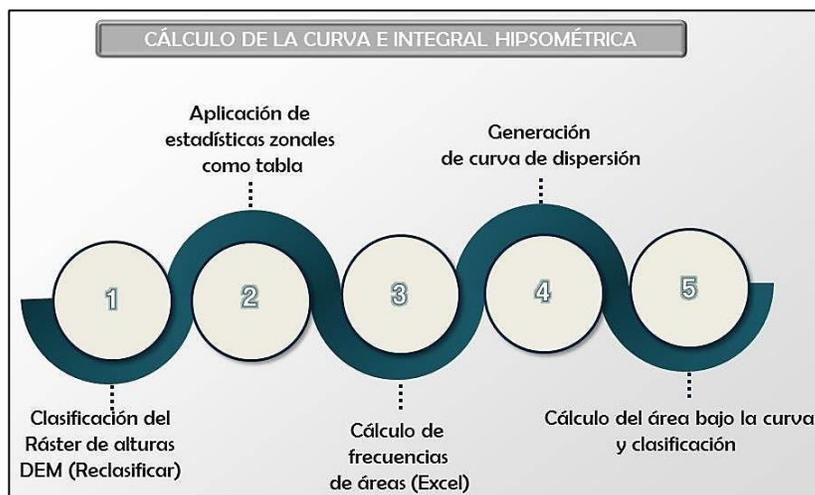 CÁLCULO DE LA CURVA E INTEGRAL HIPSOMÉTRICA
Aplicación de
estadísticas zonales
como tabla
Generación
de curva de dispersión
1
2
3
4
5
Clasificación del
Ráster de alturas
DEM (Reclasificar)
Cálculo de
frecuencias
de áreas (Excel)
Cálculo del área bajo la curva
y clasificación